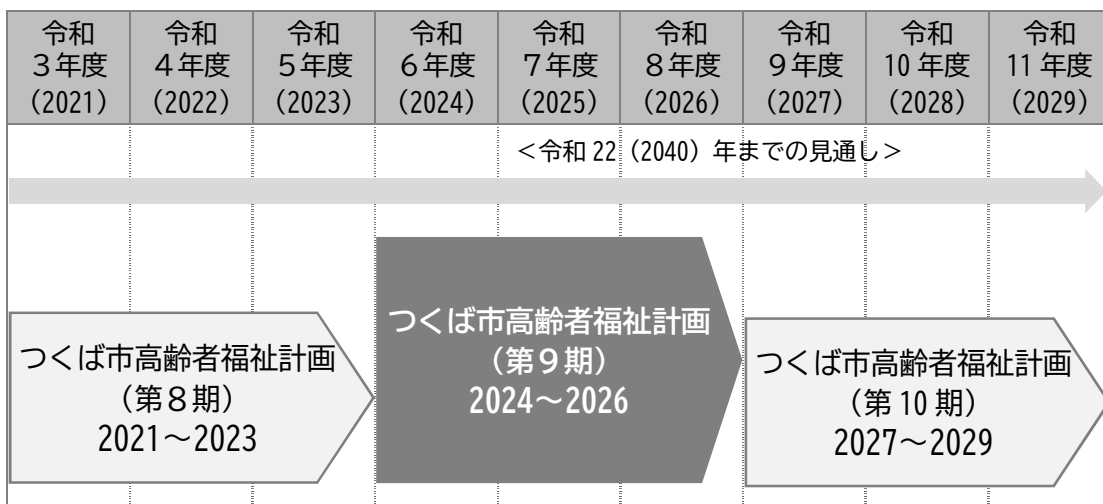 令和
３年度
（2021）
令和
４年度
（2022）
令和
５年度
（2023）
令和
６年度
（2024）
令和
７年度
（2025）
令和
８年度
（2026）
令和
９年度
（2027）
令和
10年度
（2028）
令和
11年度
（2029）
＜令和22（2040）年までの見通し＞
つくば市高齢者福祉計画
（第８期）
2021～2023
つくば市高齢者福祉計画
（第９期）
2024～2026
つくば市高齢者福祉計画
（第10期）
2027～2029